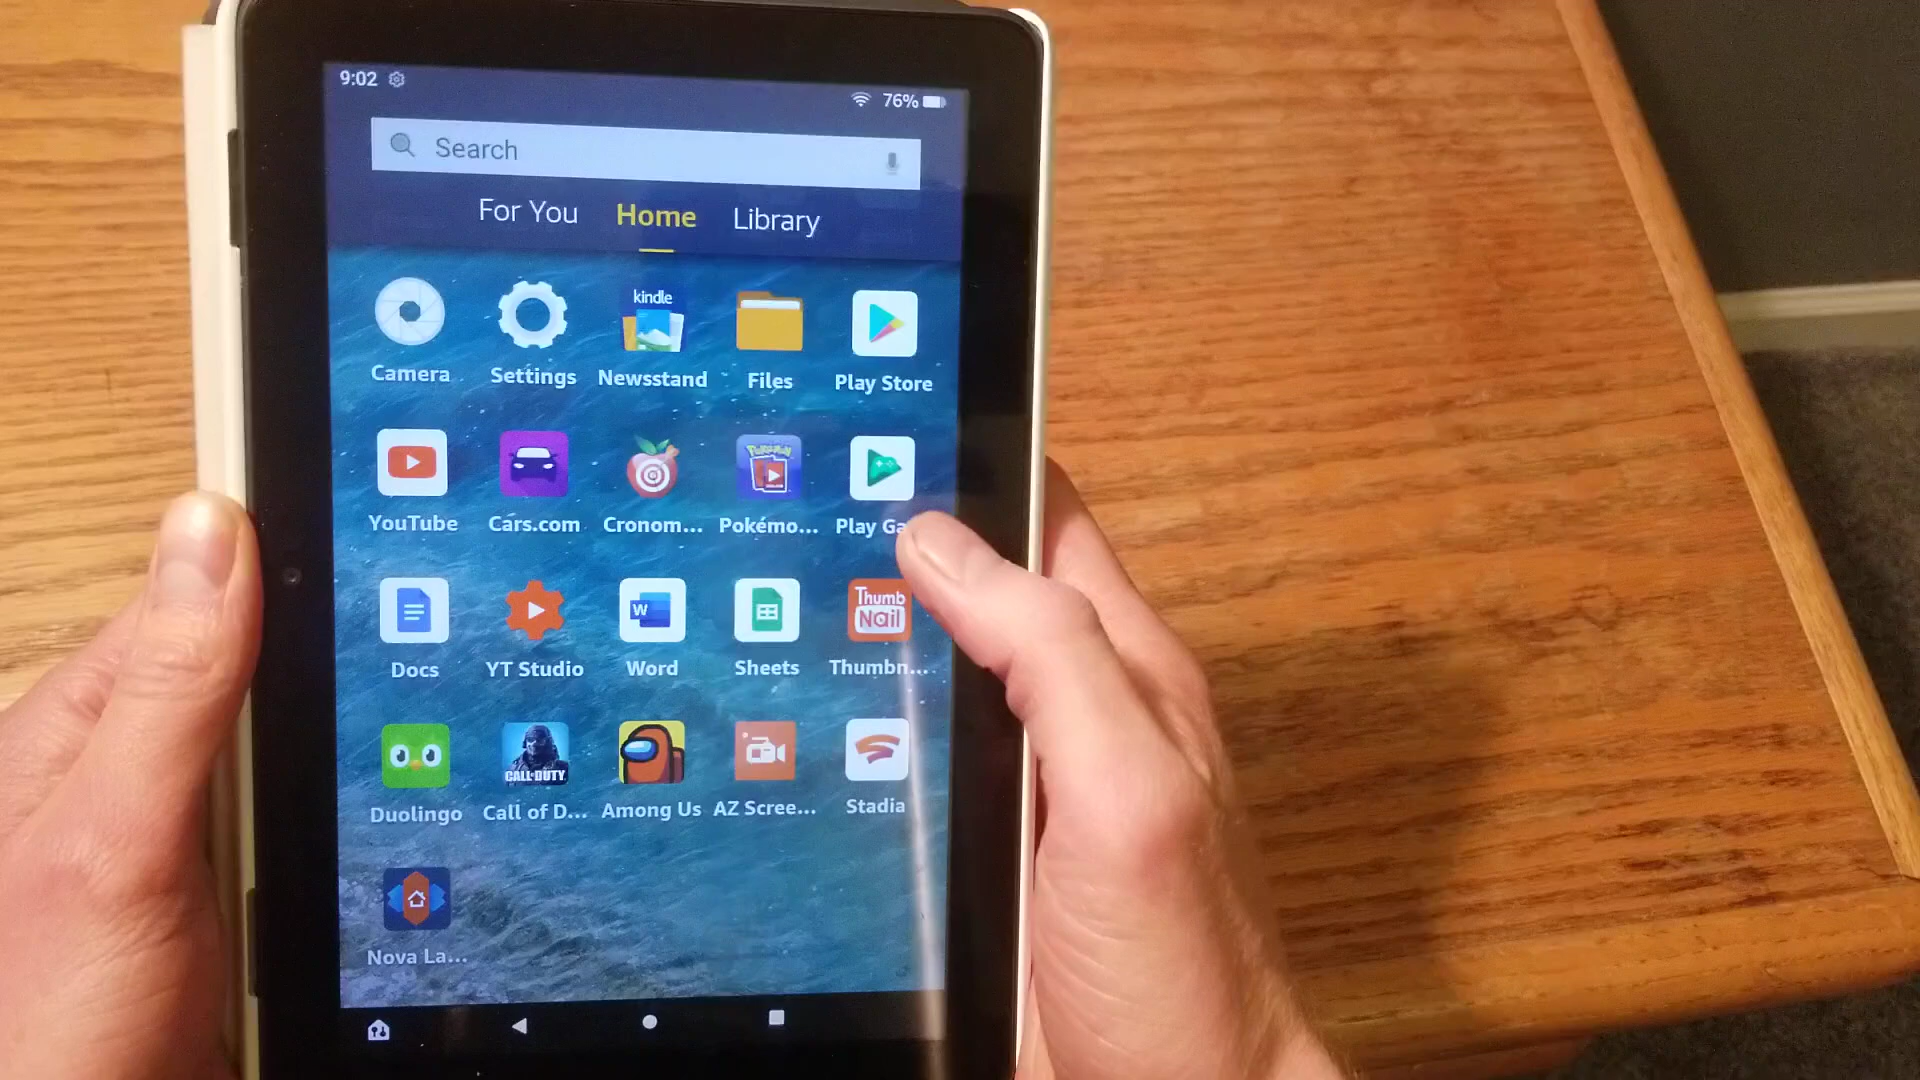 9:02
76%
Search
For You Home Library
kindle
Camera Settings Newsstand Files Play Store
POKÉMON
YouTube Cars.com Cronom... Pokémo... Play Ga
Thumb
Nail
W
Docs YT Studio Word Sheets Thumbn...
CALL OF DUTY
Duolingo Call of D... Among Us AZ Scree... Stadia
Nova La...